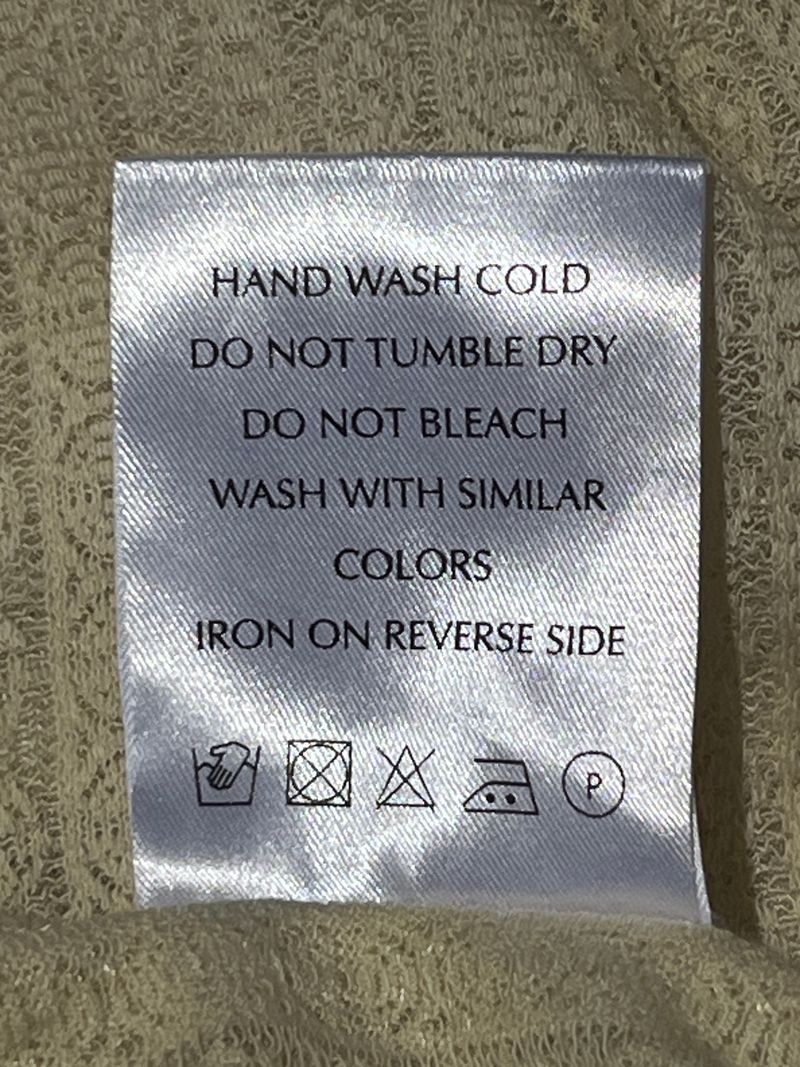 HAND WASH COLD
DO NOT TUMBLE DRY
DO NOT BLEACH
WASH WITH SIMILAR
COLORS
IRON ON REVERSE SIDE
P